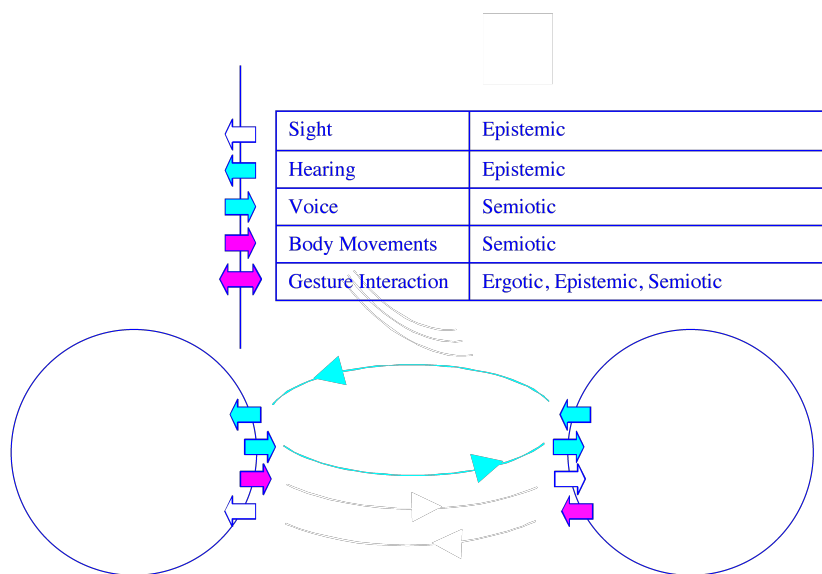 Sight Epistemic
Hearing Epistemic
Voice Semiotic
Body Movements Semiotic
Gesture Interaction Ergotic, Epistemic, Semiotic